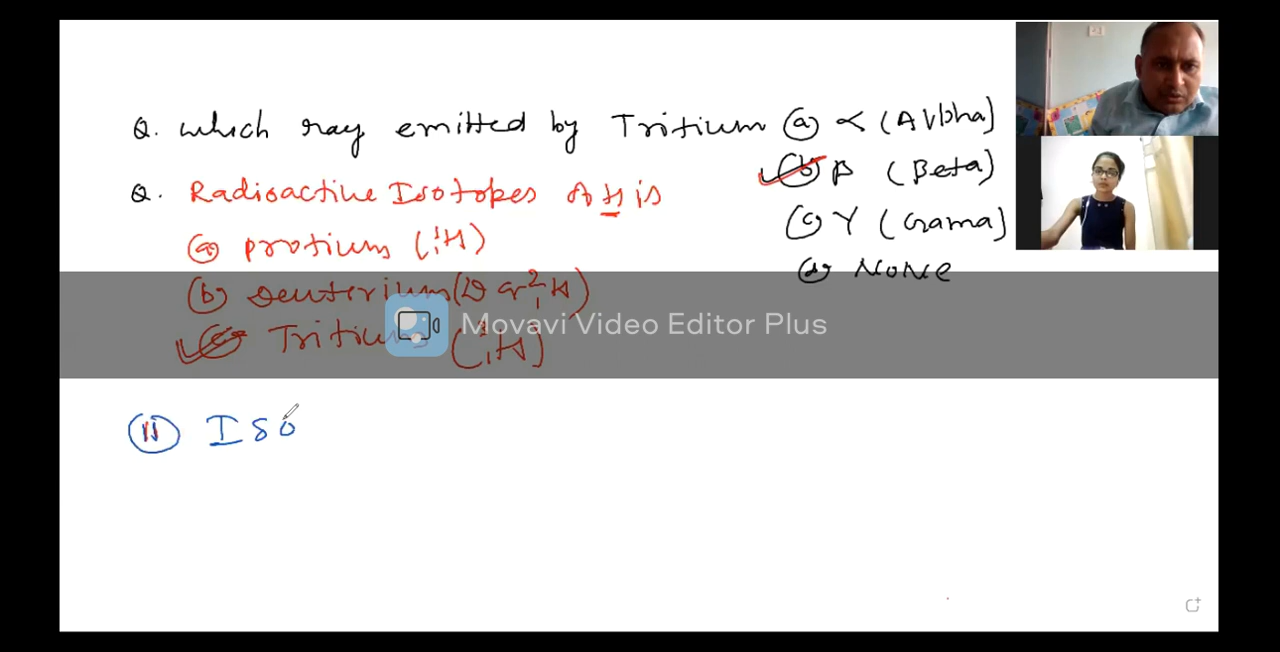 Q. Which ray emitted by Tritium (a) α (Alpha)
(b) β (Beta)
(c) γ (Gama)
(d) None
Q. Radioactive Isotopes of H is
(a) protium (¹₁H)
(b) Deuterium (D or ²₁H)
(c) Tritium (³₁H)
Movavi Video Editor Plus
(ii) Iso